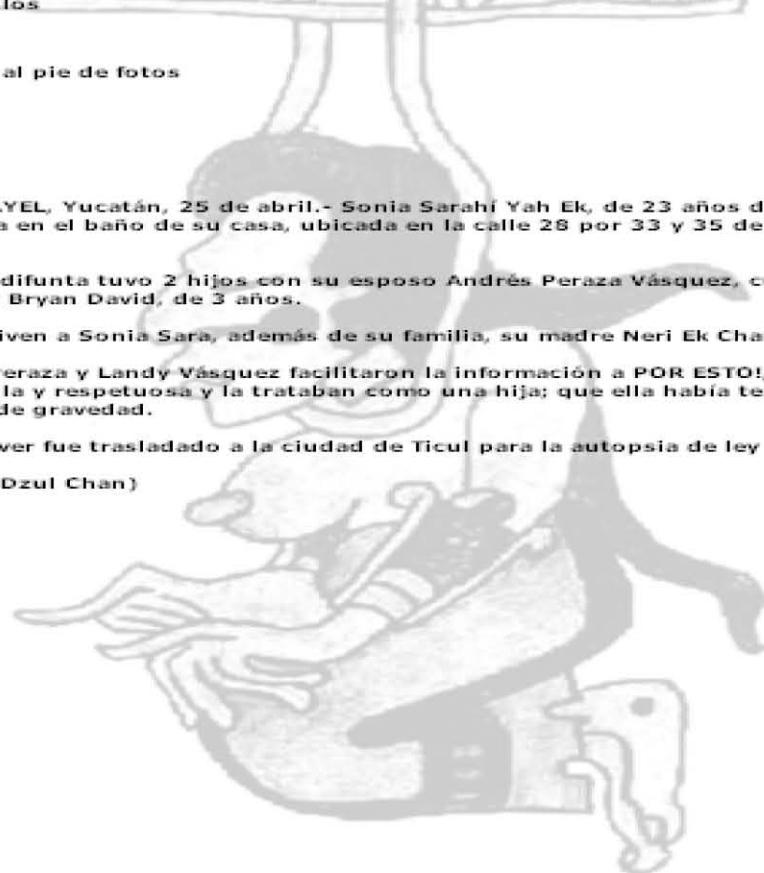 los
al pie de fotos
YEL, Yucatán, 25 de abril.- Sonia Sarahí Yah Ek, de 23 años d
a en el baño de su casa, ubicada en la calle 28 por 33 y 35 de
difunta tuvo 2 hijos con su esposo Andrés Peraza Vásquez, c
Bryan David, de 3 años.
iven a Sonia Sara, además de su familia, su madre Neri Ek Cha
eraza y Landy Vásquez facilitaron la información a POR ESTO!,
la y respetuosa y la trataban como una hija; que ella había te
de gravedad.
ver fue trasladado a la ciudad de Ticul para la autopsia de ley
Dzul Chan)